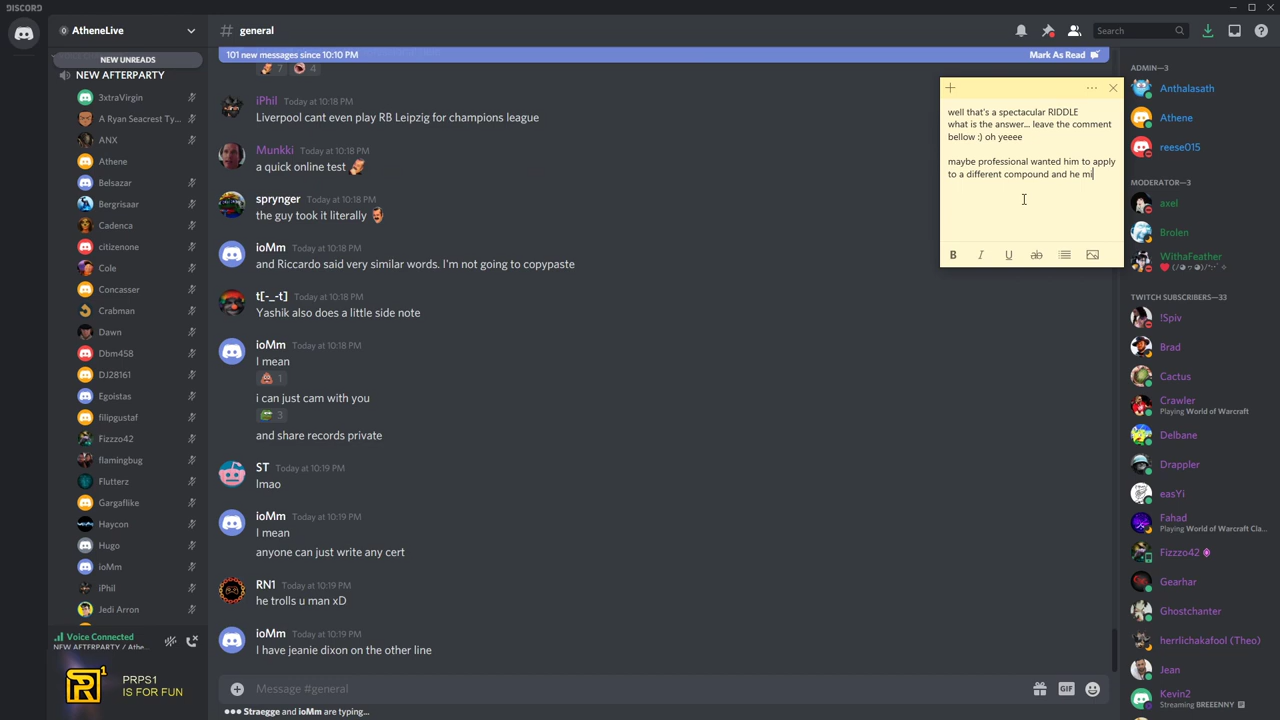 DISCORD
AtheneLive
NEW UNREADS
NEW AFTERPARTY
3xtraVirgin
A Ryan Seacrest Ty...
ANX
Athene
Belsazar
Bergrisaar
Cadenca
citizenone
Cole
Concasser
Crabman
Dawn
Dbm458
DJ28161
Egoistas
filipgustaf
Fizzzo42
flamingbug
Flutterz
Gargaflike
Haycon
Hugo
ioMm
iPhil
Jedi Arron
Voice Connected
NEW AFTERPARTY / Athe...
R1
PRPS1
IS FOR FUN
# general
Search
101 new messages since 10:10 PM
Mark As Read
7 4
iPhil Today at 10:18 PM
Liverpool cant even play RB Leipzig for champions league
Munkki Today at 10:18 PM
a quick online test
sprynger Today at 10:18 PM
the guy took it literally
ioMm Today at 10:18 PM
and Riccardo said very similar words. I'm not going to copypaste
t[-_-t] Today at 10:18 PM
Yashik also does a little side note
ioMm Today at 10:18 PM
I mean
1
i can just cam with you
3
and share records private
ST Today at 10:19 PM
lmao
ioMm Today at 10:19 PM
I mean
anyone can just write any cert
RN1 Today at 10:19 PM
he trolls u man xD
ioMm Today at 10:19 PM
I have jeanie dixon on the other line
Message #general
GIF
Straegge and ioMm are typing...
well that's a spectacular RIDDLE
what is the answer... leave the comment
bellow :) oh yeeee
maybe professional wanted him to apply
to a different compound and he mi
B I U ab
ADMIN—3
Anthalasath
Athene
reese015
MODERATOR—3
axel
Brolen
WithaFeather
TWITCH SUBSCRIBERS—33
!Spiv
Brad
Cactus
Crawler
Playing World of Warcraft
Delbane
Drappler
easYi
Fahad
Playing World of Warcraft Cla...
Fizzzo42
Gearhar
Ghostchanter
herrlichakafool (Theo)
Jean
Kevin2
Streaming BREEENNY